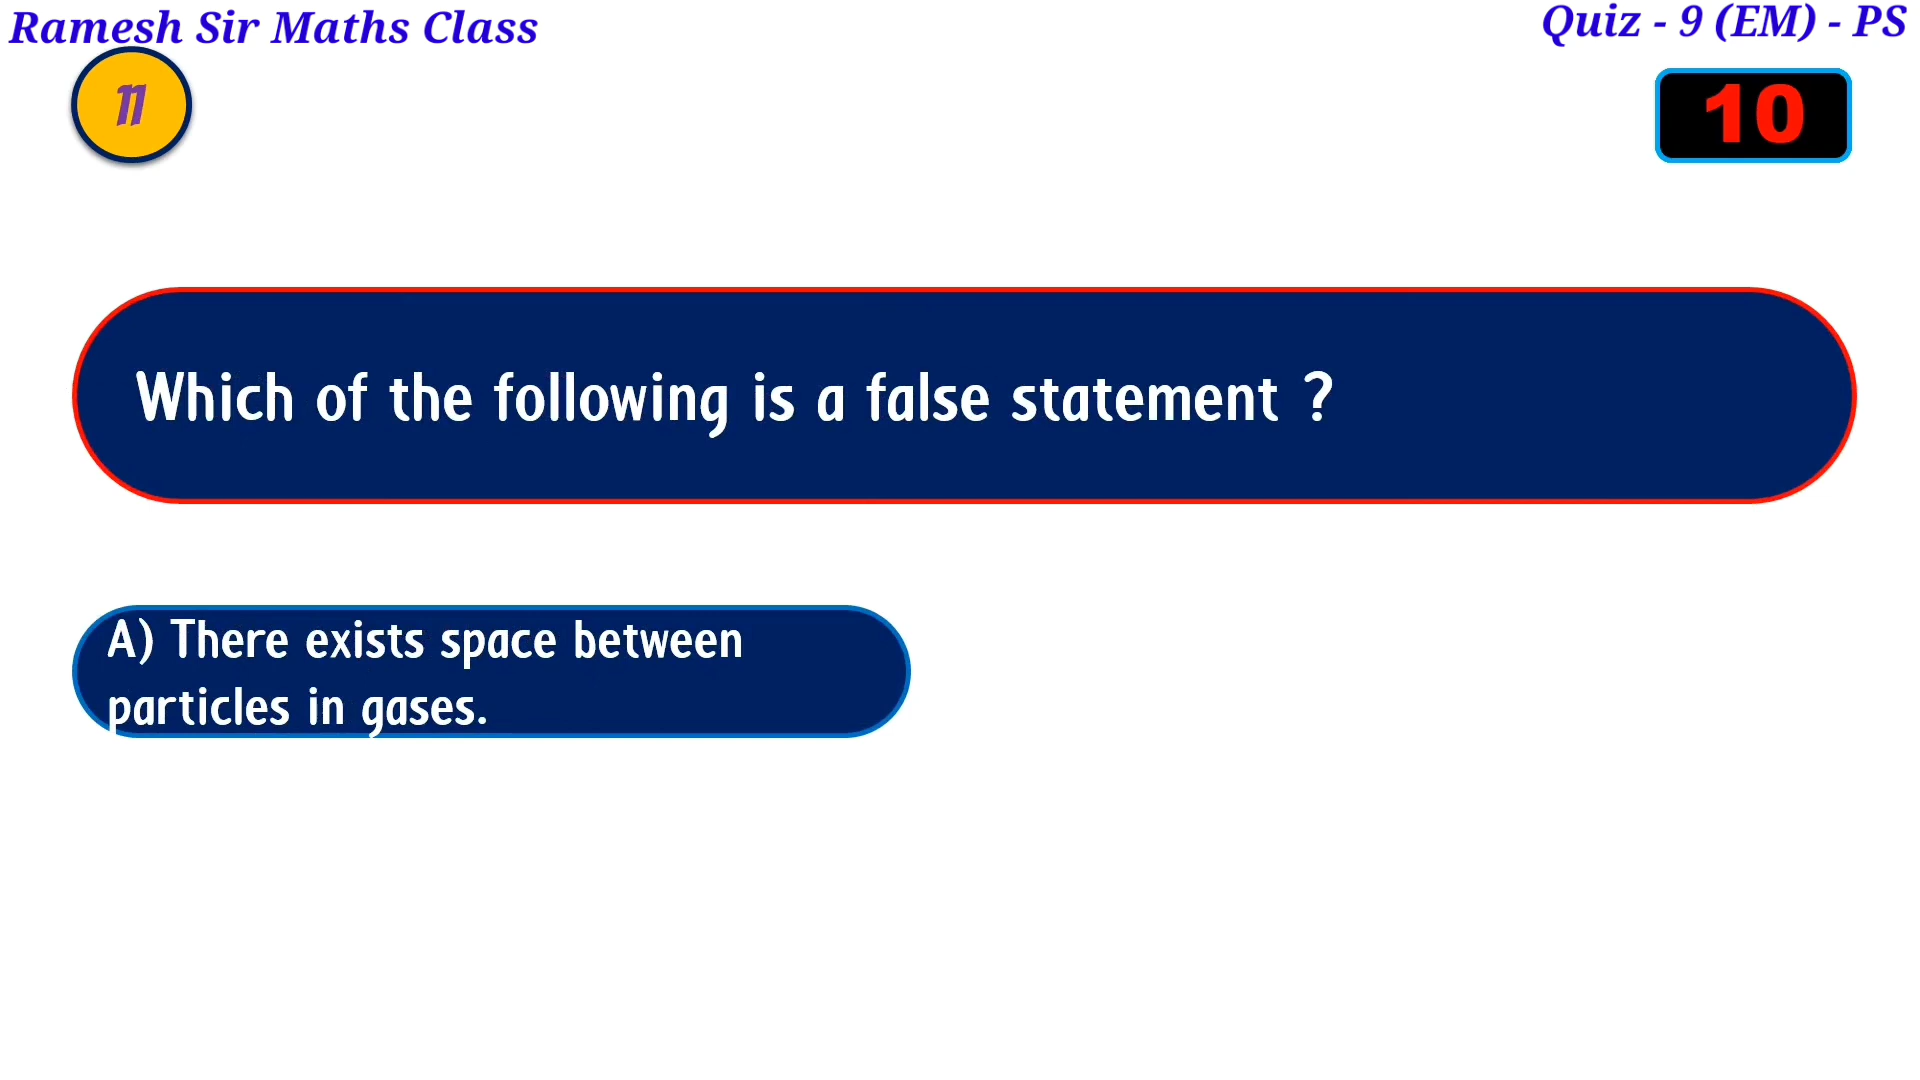 Ramesh Sir Maths Class
Quiz - 9 (EM) - PS
11
10
Which of the following is a false statement ?
A) There exists space between
particles in gases.